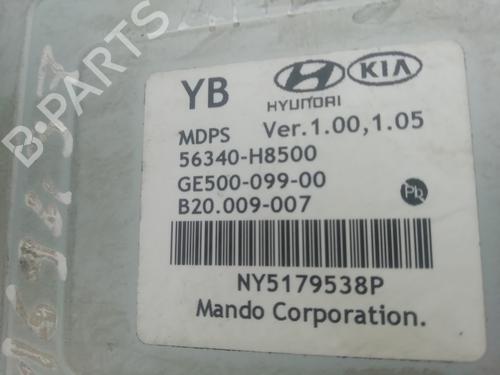 B-PARTS
YB
HYUNDAI
KIA
MDPS Ver.1.00,1.05
56340-H8500
GE500-099-00
B20.009-007
Pb
NY5179538P
Mando Corporation.